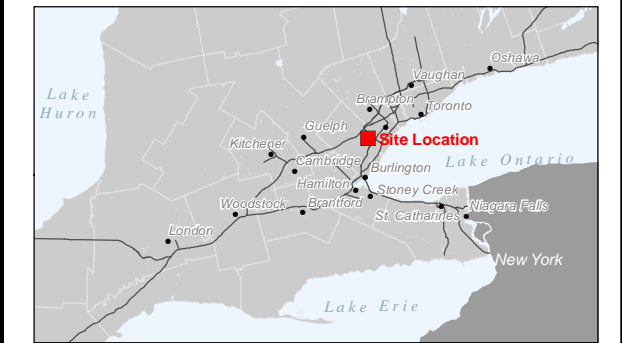 Oshawa
Vaughan
Lake
Huron
Brampton
Toronto
Guelph
Site Location
Kitchener
Lake Ontario
Cambridge
Burlington
Hamilton
Stoney Creek
Woodstock
Brantford
St. Catharines
Niagara Falls
London
New York
Lake Erie